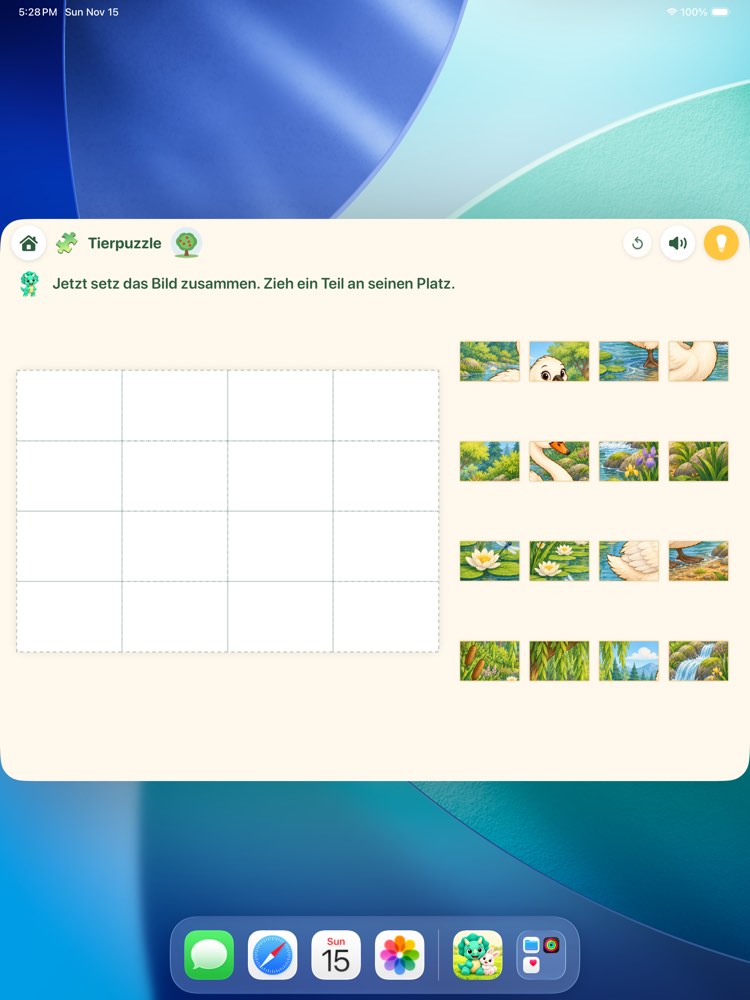 5:28 PM Sun Nov 15
100%
Tierpuzzle
Jetzt setz das Bild zusammen. Zieh ein Teil an seinen Platz.
Sun
15